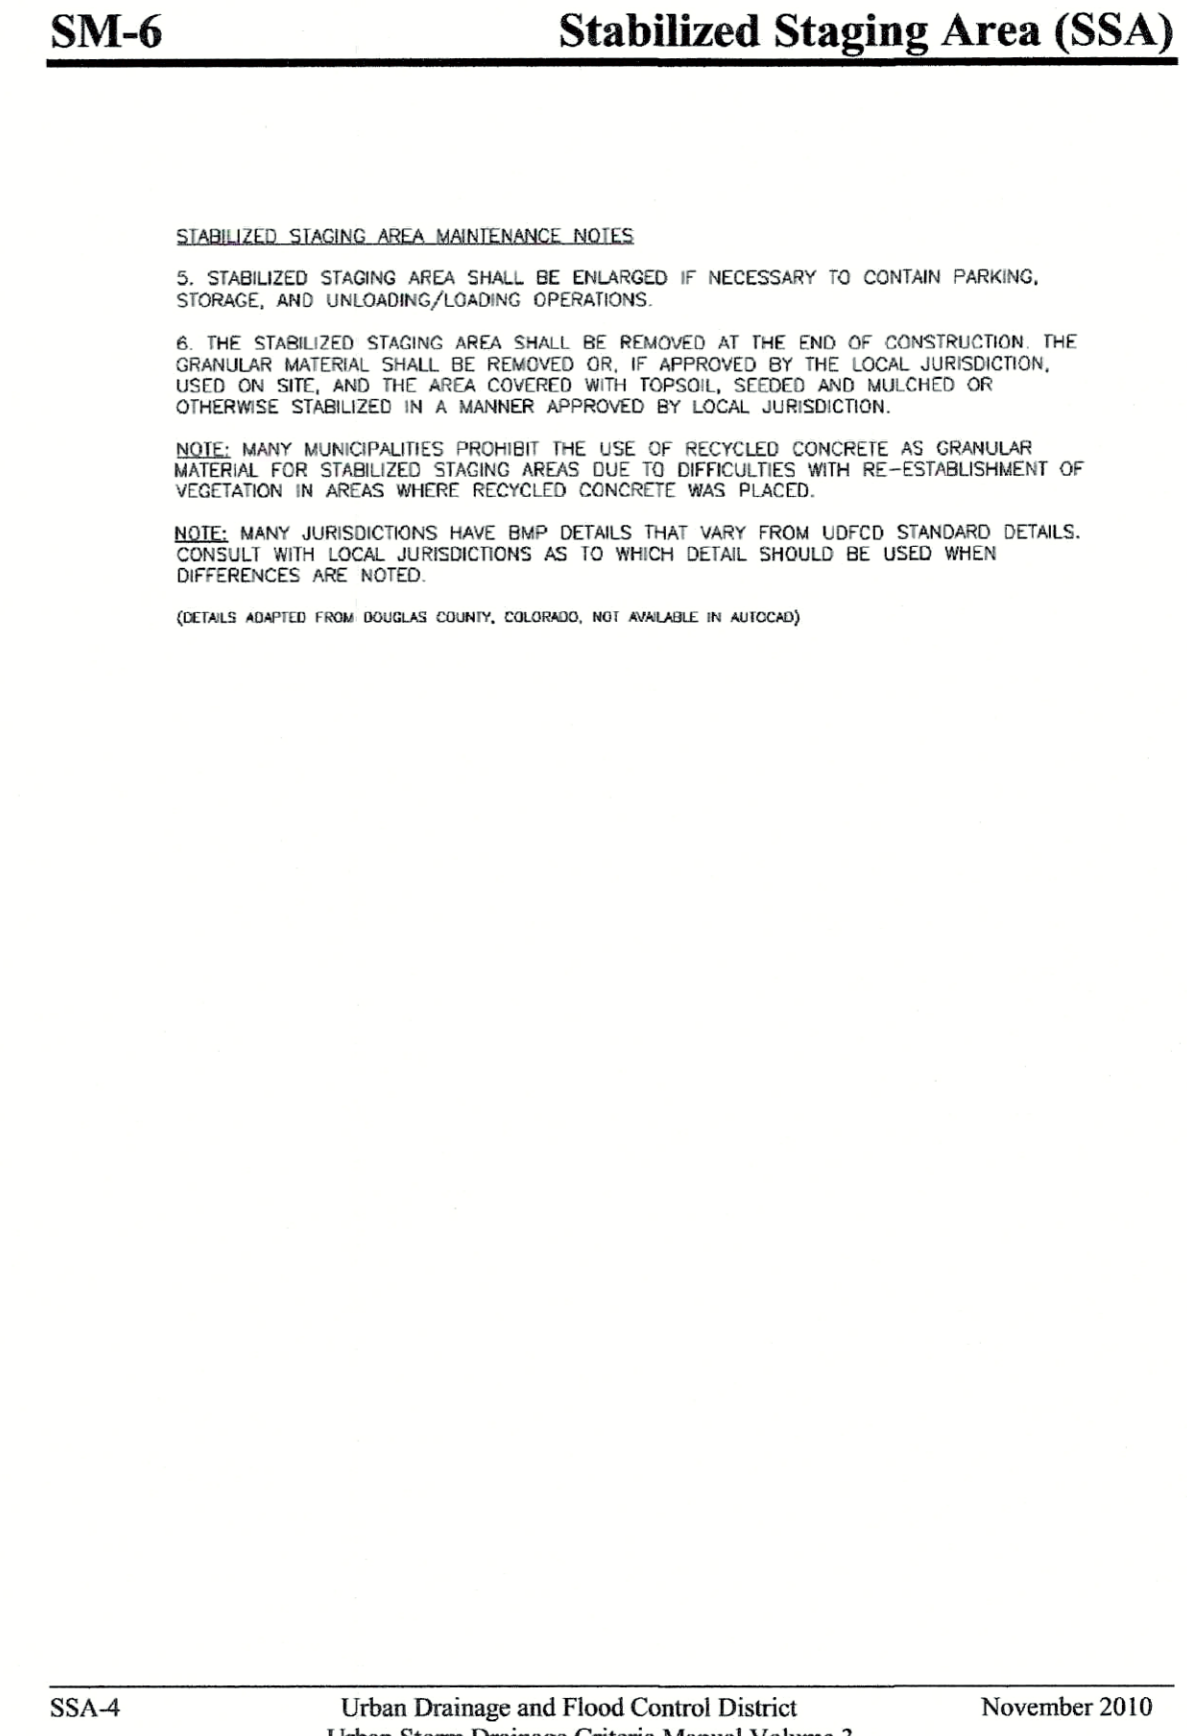 SM-6 Stabilized Staging Area (SSA)
STABILIZED STAGING AREA MAINTENANCE NOTES
5. STABILIZED STAGING AREA SHALL BE ENLARGED IF NECESSARY TO CONTAIN PARKING,
STORAGE, AND UNLOADING/LOADING OPERATIONS.
6. THE STABILIZED STAGING AREA SHALL BE REMOVED AT THE END OF CONSTRUCTION. THE
GRANULAR MATERIAL SHALL BE REMOVED OR, IF APPROVED BY THE LOCAL JURISDICTION,
USED ON SITE, AND THE AREA COVERED WITH TOPSOIL, SEEDED AND MULCHED OR
OTHERWISE STABILIZED IN A MANNER APPROVED BY LOCAL JURISDICTION.
NOTE: MANY MUNICIPALITIES PROHIBIT THE USE OF RECYCLED CONCRETE AS GRANULAR
MATERIAL FOR STABILIZED STAGING AREAS DUE TO DIFFICULTIES WITH RE-ESTABLISHMENT OF
VEGETATION IN AREAS WHERE RECYCLED CONCRETE WAS PLACED.
NOTE: MANY JURISDICTIONS HAVE BMP DETAILS THAT VARY FROM UDFCD STANDARD DETAILS.
CONSULT WITH LOCAL JURISDICTIONS AS TO WHICH DETAIL SHOULD BE USED WHEN
DIFFERENCES ARE NOTED.
(DETAILS ADAPTED FROM DOUGLAS COUNTY, COLORADO, NOT AVAILABLE IN AUTOCAD)
SSA-4 Urban Drainage and Flood Control District November 2010
Urban Storm Drainage Criteria Manual Volume 3